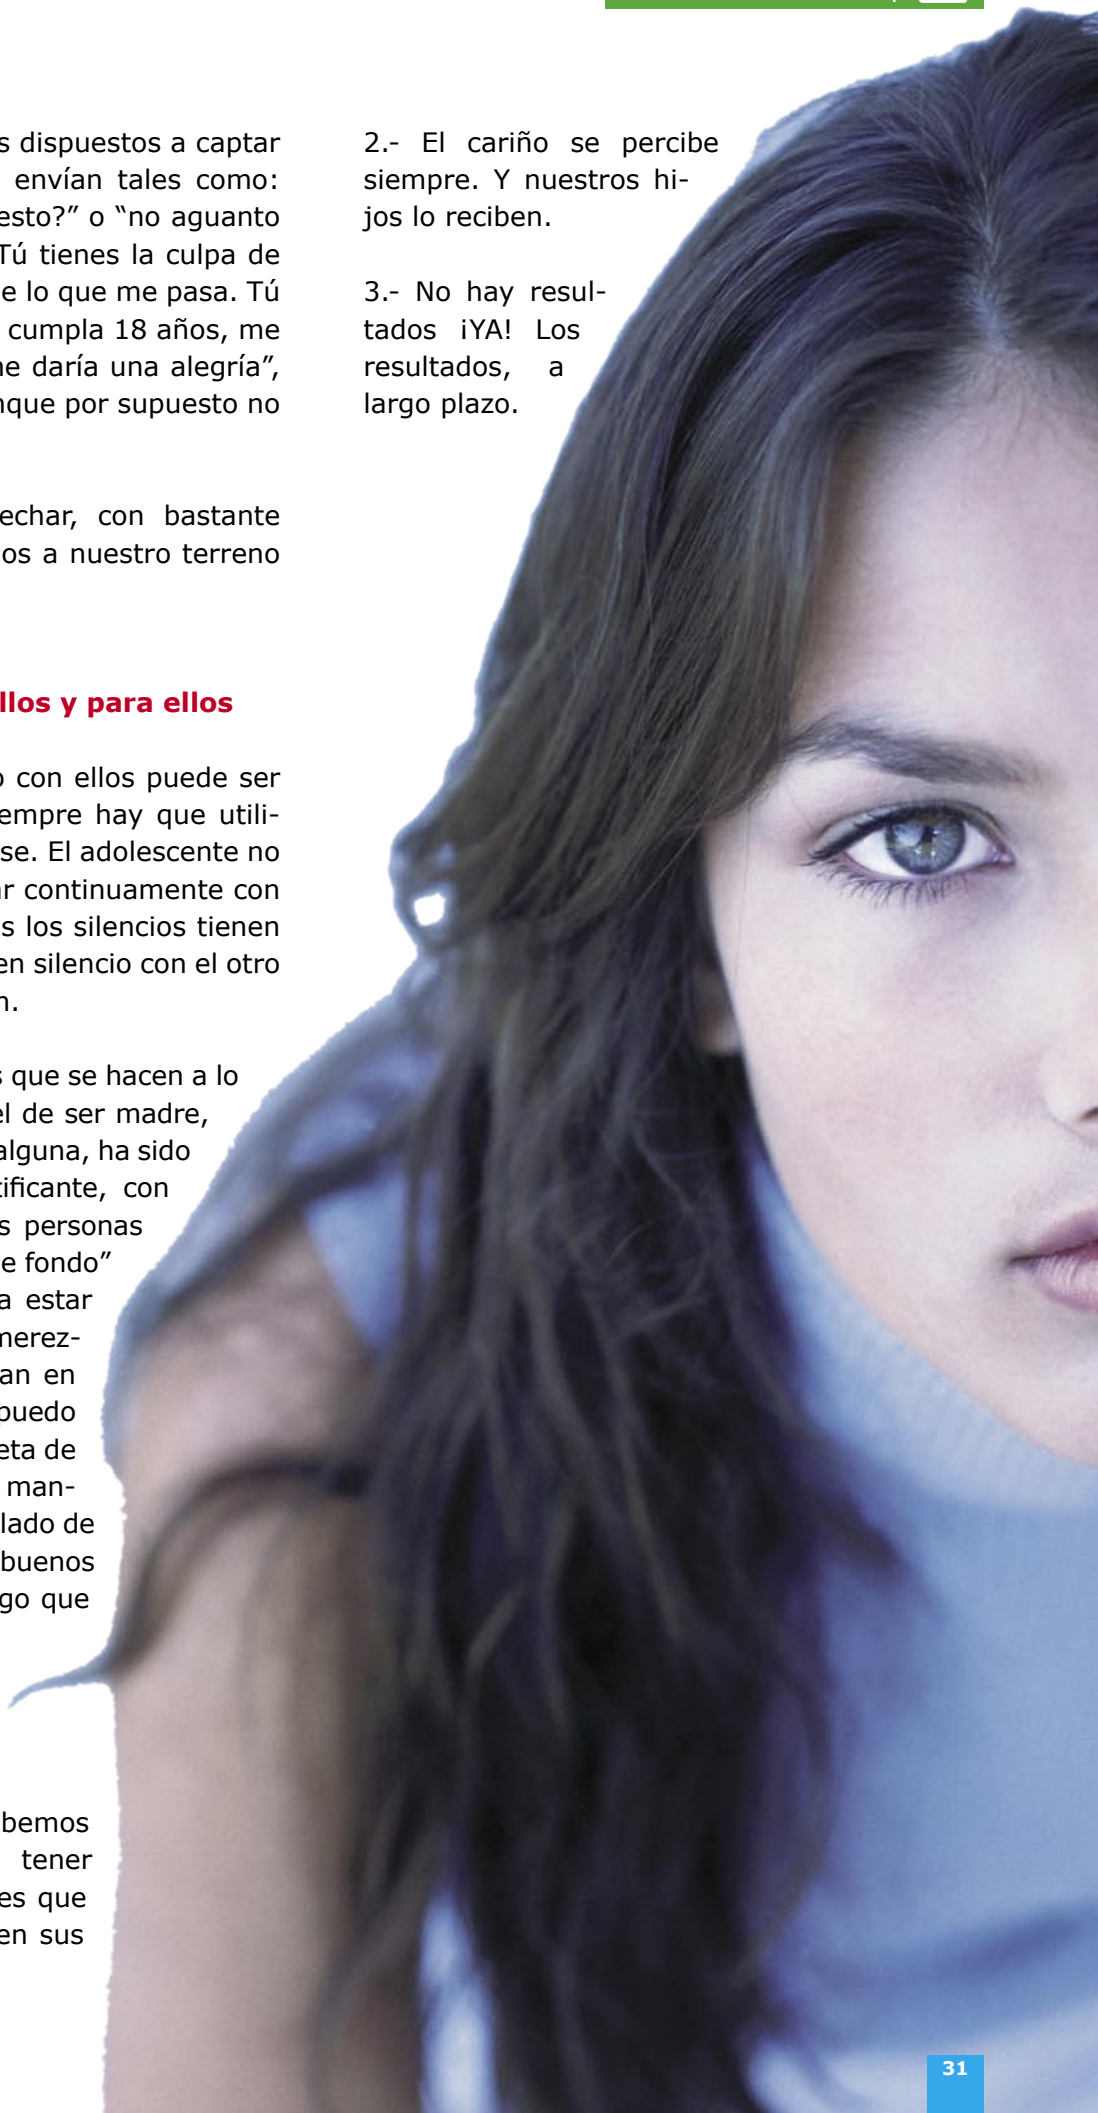 s dispuestos a captar
envían tales como:
esto?” o “no aguanto
Tú tienes la culpa de
e lo que me pasa. Tú
cumpla 18 años, me
ne daría una alegría”,
nque por supuesto no
echar, con bastante
os a nuestro terreno
llos y para ellos
o con ellos puede ser
empre hay que utili-
se. El adolescente no
ar continuamente con
s los silencios tienen
en silencio con el otro
n.
s que se hacen a lo
el de ser madre,
alguna, ha sido
tificante, con
s personas
e fondo”
a estar
merez-
an en
puedo
eta de
man-
lado de
buenos
go que
bemos
tener
es que
en sus
2.- El cariño se percibe
siempre. Y nuestros hi-
jos lo reciben.
3.- No hay resul-
tados ¡YA! Los
resultados, a
largo plazo.
31